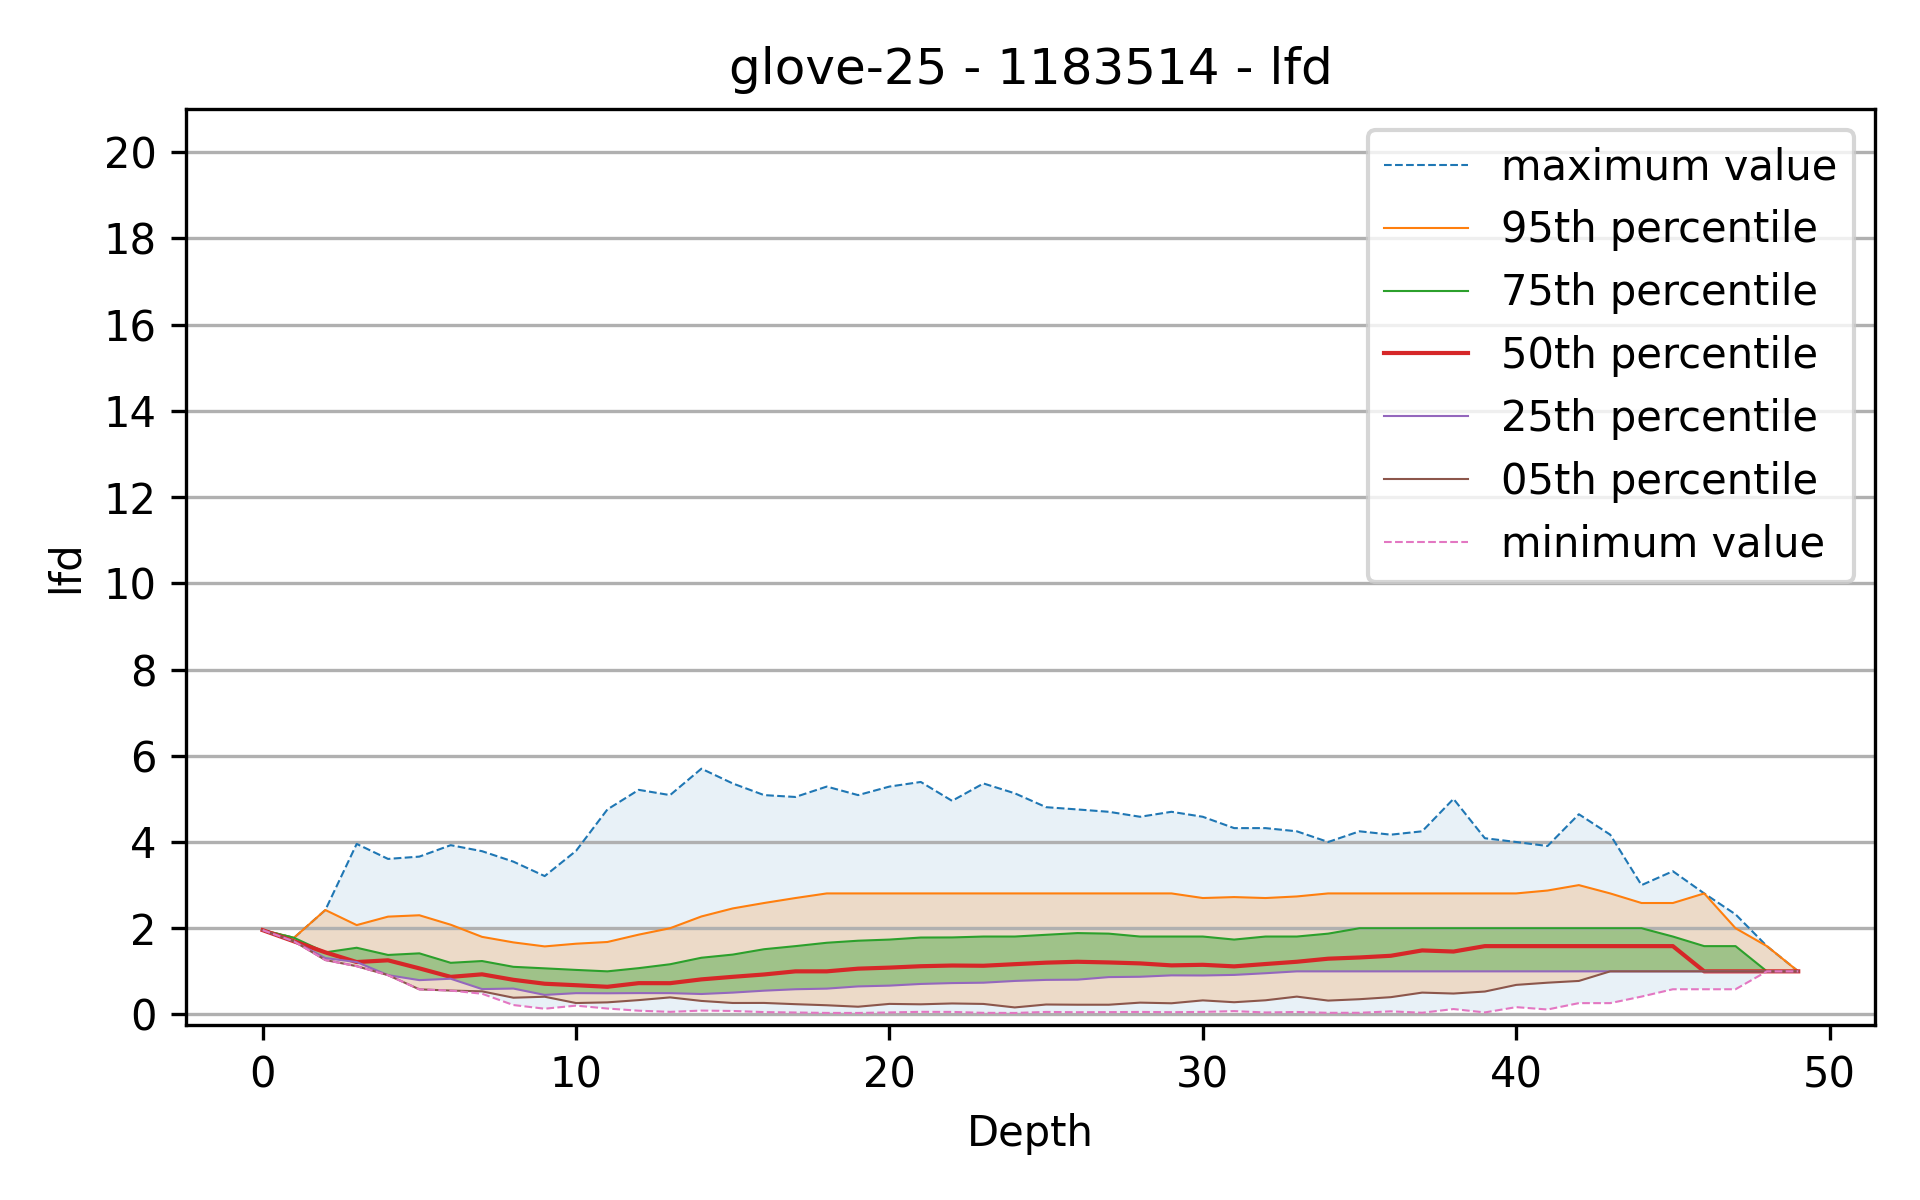 glove-25 - 1183514 - lfd
20
18
16
14
12
10
8
6
4
2
0
lfd
maximum value
95th percentile
75th percentile
50th percentile
25th percentile
05th percentile
minimum value
0 10 20 30 40 50
Depth